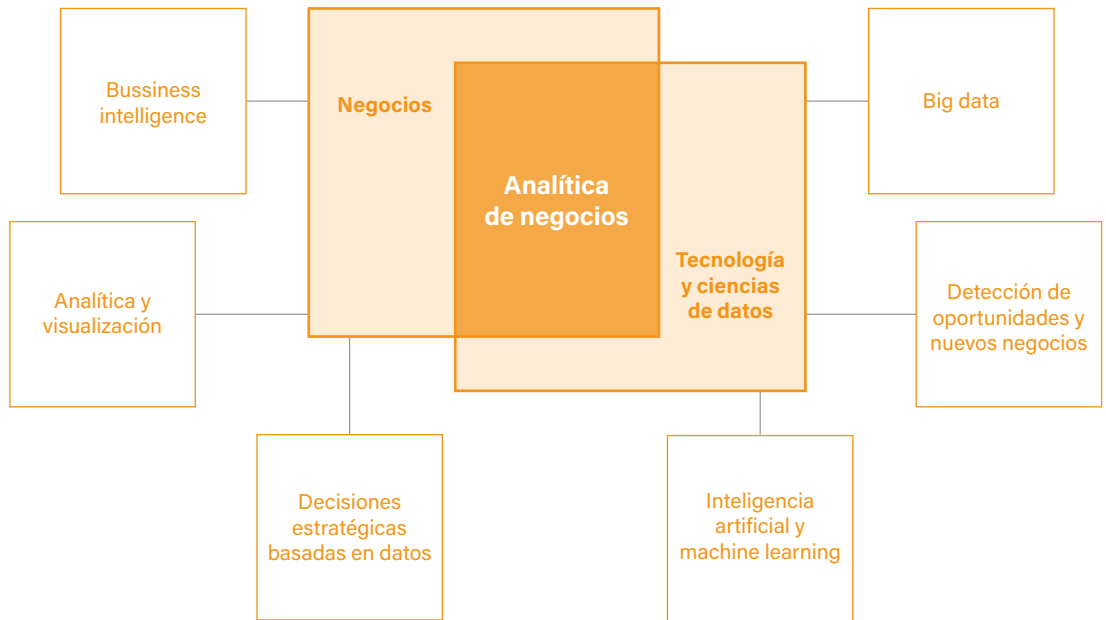 Bussiness
intelligence
Negocios
Big data
Analítica
de negocios
Tecnología
y ciencias
de datos
Analítica y
visualización
Detección de
oportunidades y
nuevos negocios
Decisiones
estratégicas
basadas en datos
Inteligencia
artificial y
machine learning